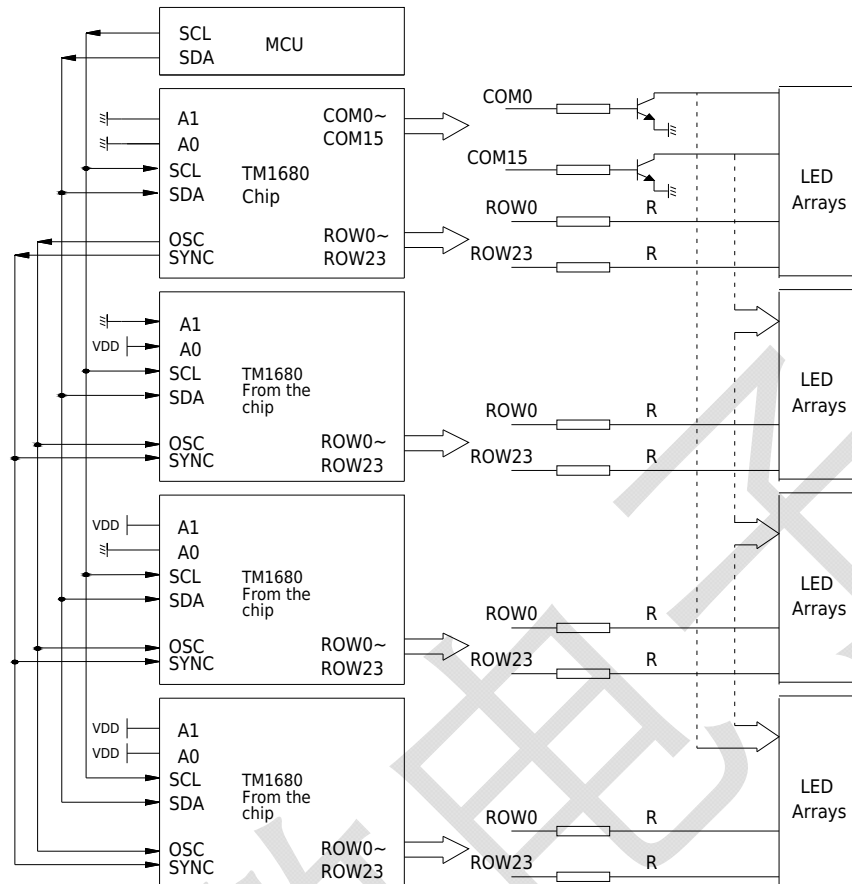 SCL
SDA
MCU
A1
A0
SCL
SDA
OSC
SYNC
TM1680
Chip
COM0~
COM15
ROW0~
ROW23
COM0
COM15
ROW0 R
ROW23 R
LED
Arrays
VDD
A1
A0
SCL
SDA
OSC
SYNC
TM1680
From the
chip
ROW0~
ROW23
ROW0 R
ROW23 R
LED
Arrays
VDD
A1
A0
SCL
SDA
OSC
SYNC
TM1680
From the
chip
ROW0~
ROW23
ROW0 R
ROW23 R
LED
Arrays
VDD
VDD
A1
A0
SCL
SDA
OSC
SYNC
TM1680
From the
chip
ROW0~
ROW23
ROW0 R
ROW23 R
LED
Arrays